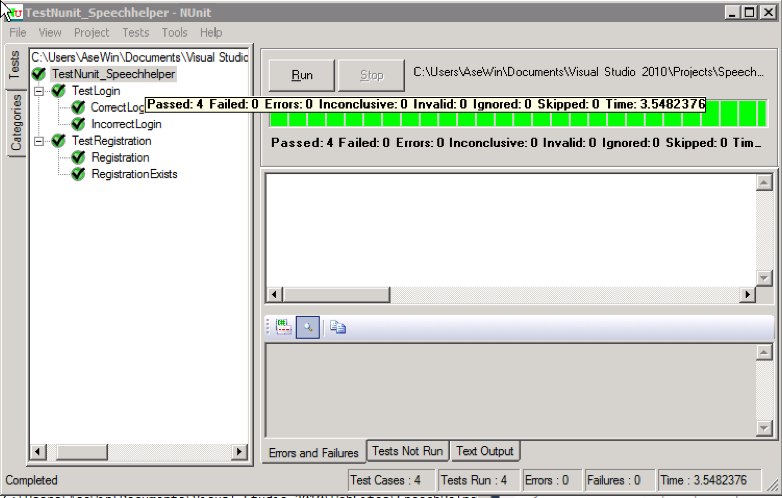 TestNunit_Speechhelper - NUnit
File View Project Tests Tools Help
Tests
Categories
C:\Users\AseWin\Documents\Visual Studic
TestNunit_Speechhelper
TestLogin
CorrectLog
IncorrectLogin
TestRegistration
Registration
RegistrationExists
Run Stop C:\Users\AseWin\Documents\Visual Studio 2010\Projects\Speech...
Passed: 4 Failed: 0 Errors: 0 Inconclusive: 0 Invalid: 0 Ignored: 0 Skipped: 0 Time: 3.5482376
Passed: 4 Failed: 0 Errors: 0 Inconclusive: 0 Invalid: 0 Ignored: 0 Skipped: 0 Tim...
Errors and Failures Tests Not Run Text Output
Completed Test Cases : 4 Tests Run : 4 Errors : 0 Failures : 0 Time : 3.5482376